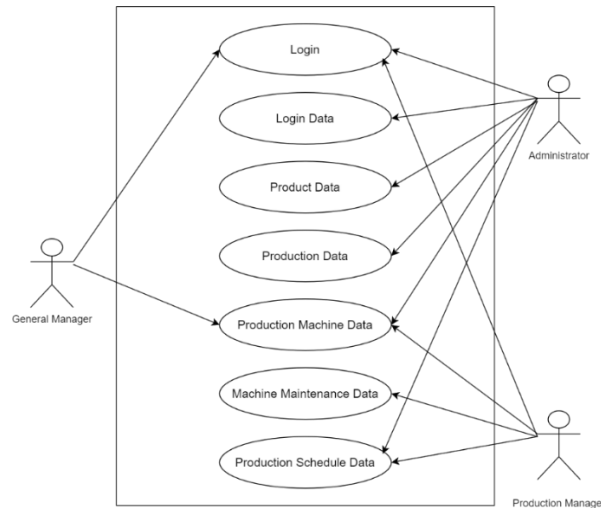 Login
Login Data
Product Data
Production Data
Production Machine Data
Machine Maintenance Data
Production Schedule Data
General Manager
Administrator
Production Manage